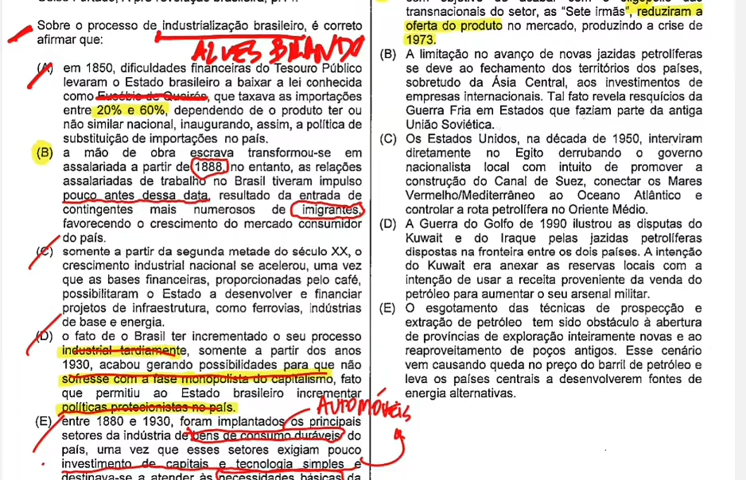 Sobre o processo de industrialização brasileiro, é correto
afirmar que:
ALVES BRANDO
(A) em 1850, dificuldades financeiras do Tesouro Público
levaram o Estado brasileiro a baixar a lei conhecida
como Eusébio de Queirós, que taxava as importações
entre 20% e 60%, dependendo de o produto ter ou
não similar nacional, inaugurando, assim, a política de
substituição de importações no país.
(B) a mão de obra escrava transformou-se em
assalariada a partir de 1888, no entanto, as relações
assalariadas de trabalho no Brasil tiveram impulso
pouco antes dessa data, resultado da entrada de
contingentes mais numerosos de imigrantes,
favorecendo o crescimento do mercado consumidor
do país.
(C) somente a partir da segunda metade do século XX, o
crescimento industrial nacional se acelerou, uma vez
que as bases financeiras, proporcionadas pelo café,
possibilitaram o Estado a desenvolver e financiar
projetos de infraestrutura, como ferrovias, indústrias
de base e energia.
(D) o fato de o Brasil ter incrementado o seu processo
industrial tardiamente, somente a partir dos anos
1930, acabou gerando possibilidades para que não
sofresse com a fase monopolista do capitalismo, fato
que permitiu ao Estado brasileiro incrementar
políticas protecionistas no país.
AUTOMÓVEIS
(E) entre 1880 e 1930, foram implantados os principais
setores da indústria de bens de consumo duráveis do
país, uma vez que esses setores exigiam pouco
investimento de capitais e tecnologia simples e
destinava-se a atender às necessidades básicas da
transnacionais do setor, as "Sete irmãs", reduziram a
oferta do produto no mercado, produzindo a crise de
1973.
(B) A limitação no avanço de novas jazidas petrolíferas
se deve ao fechamento dos territórios dos países,
sobretudo da Ásia Central, aos investimentos de
empresas internacionais. Tal fato revela resquícios da
Guerra Fria em Estados que faziam parte da antiga
União Soviética.
(C) Os Estados Unidos, na década de 1950, interviram
diretamente no Egito derrubando o governo
nacionalista local com intuito de promover a
construção do Canal de Suez, conectar os Mares
Vermelho/Mediterrâneo ao Oceano Atlântico e
controlar a rota petrolífera no Oriente Médio.
(D) A Guerra do Golfo de 1990 ilustrou as disputas do
Kuwait e do Iraque pelas jazidas petrolíferas
dispostas na fronteira entre os dois países. A intenção
do Kuwait era anexar as reservas locais com a
intenção de usar a receita proveniente da venda do
petróleo para aumentar o seu arsenal militar.
(E) O esgotamento das técnicas de prospecção e
extração de petróleo tem sido obstáculo à abertura
de províncias de exploração inteiramente novas e ao
reaproveitamento de poços antigos. Esse cenário
vem causando queda no preço do barril de petróleo e
leva os países centrais a desenvolverem fontes de
energia alternativas.